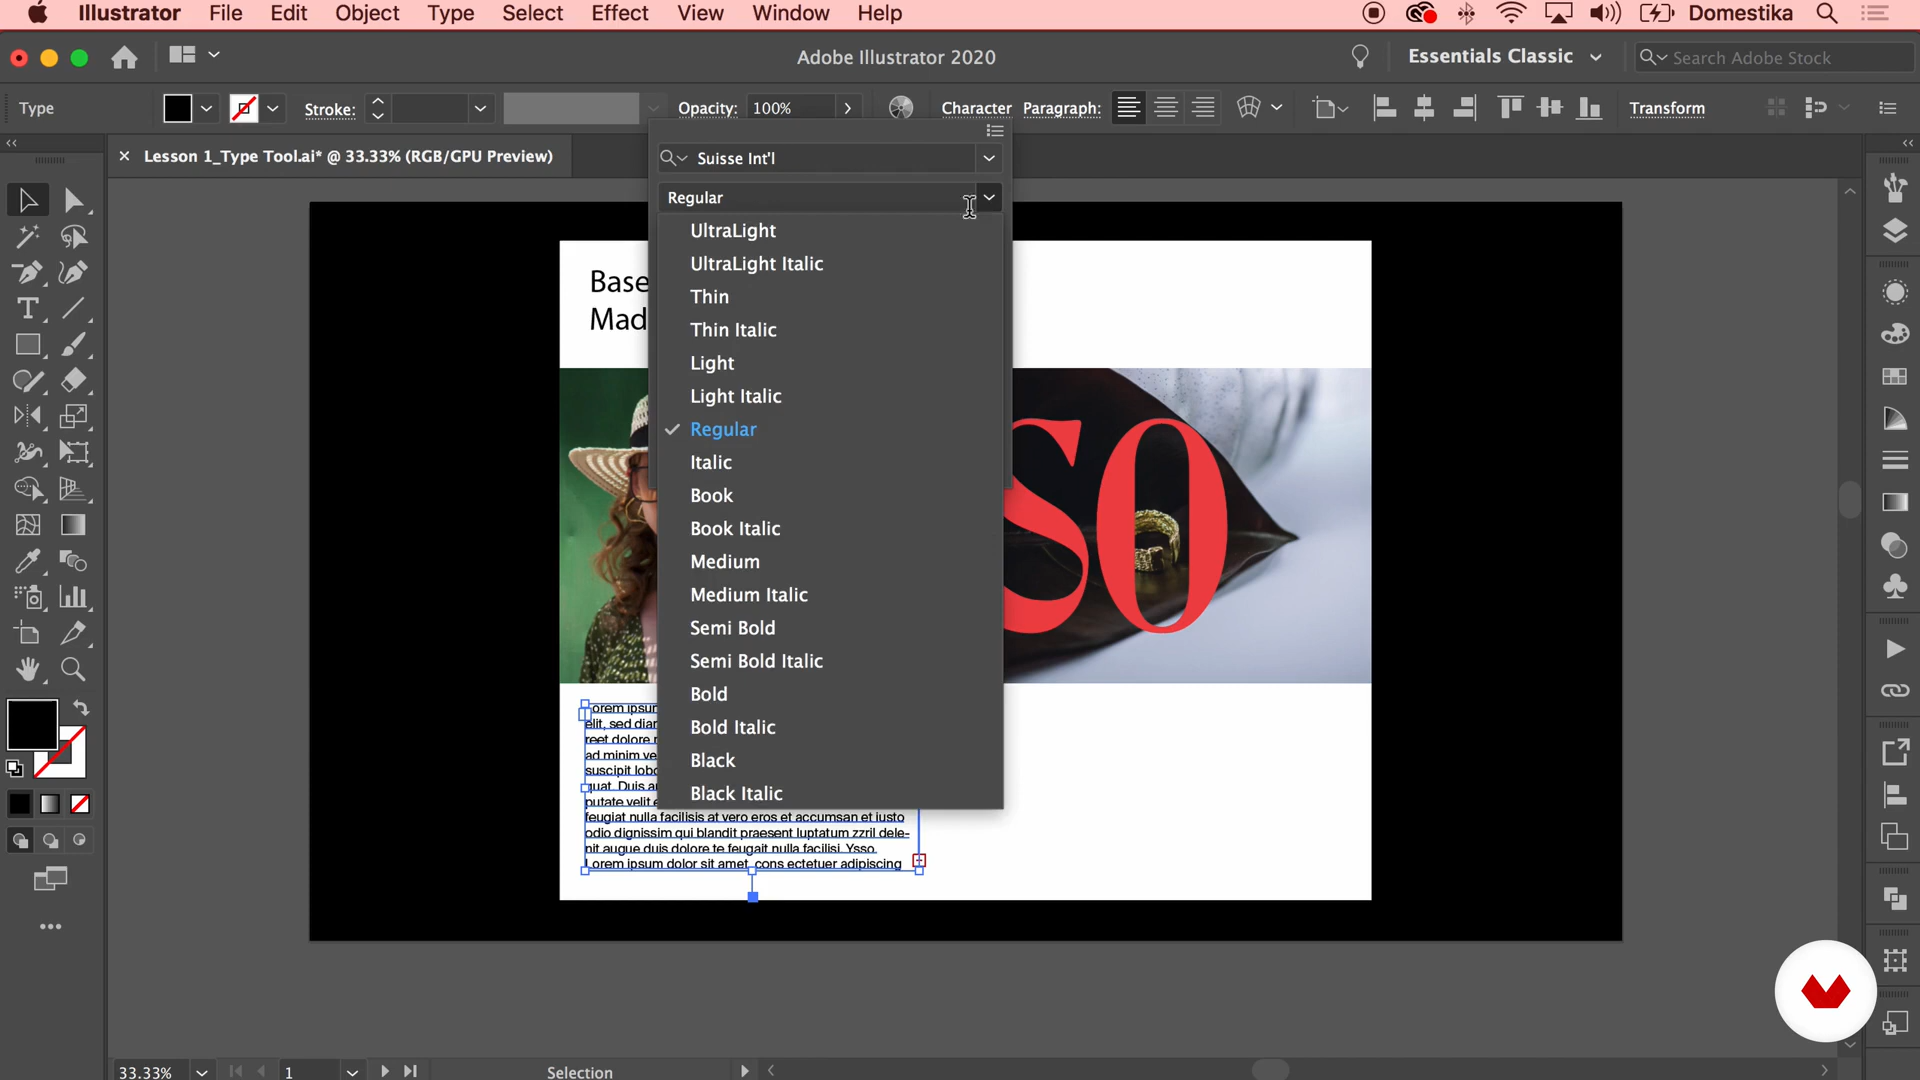 Illustrator File Edit Object Type Select Effect View Window Help Domestika
Adobe Illustrator 2020 Essentials Classic Search Adobe Stock
Type Stroke: Opacity: 100% Character Paragraph: Transform
Lesson 1_Type Tool.ai* @ 33.33% (RGB/GPU Preview)
Suisse Int'l
Regular
UltraLight
UltraLight Italic
Thin
Thin Italic
Light
Light Italic
Regular
Italic
Book
Book Italic
Medium
Medium Italic
Semi Bold
Semi Bold Italic
Bold
Bold Italic
Black
Black Italic
Base
Mad
SO
Lorem ipsu
elit, sed diar
reet dolore
ad minim ve
suscipit lobo
quat. Duis a
putate velit e
feugiat nulla facilisis at vero eros et accumsan et iusto
odio dignissim qui blandit praesent luptatum zzril dele-
nit augue duis dolore te feugait nulla facilisi. Ysso.
Lorem ipsum dolor sit amet, cons ectetuer adipiscing
33.33% 1 Selection